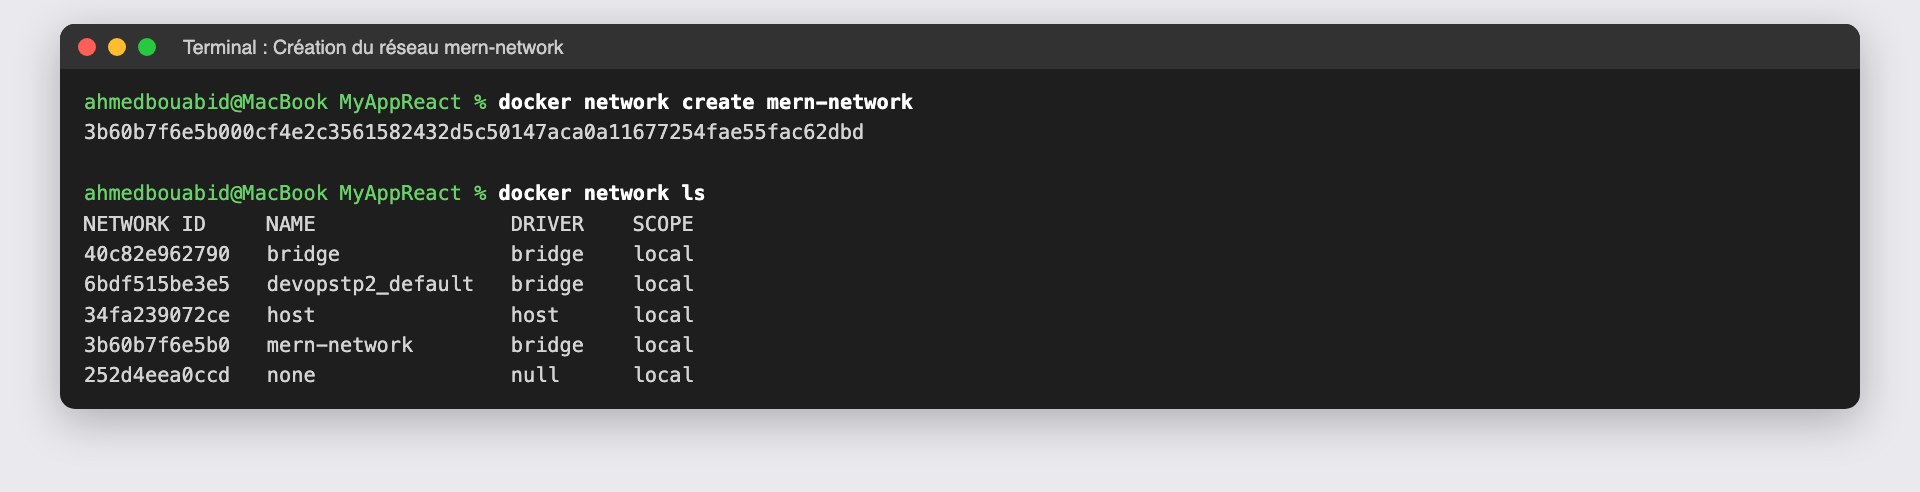 Terminal : Création du réseau mern-network
ahmedbouabid@MacBook MyAppReact % docker network create mern-network
3b60b7f6e5b000cf4e2c3561582432d5c50147aca0a11677254fae55fac62dbd
ahmedbouabid@MacBook MyAppReact % docker network ls
NETWORK ID     NAME                DRIVER    SCOPE
40c82e962790   bridge              bridge    local
6bdf515be3e5   devopstp2_default   bridge    local
34fa239072ce   host                host      local
3b60b7f6e5b0   mern-network        bridge    local
252d4eea0ccd   none                null      local